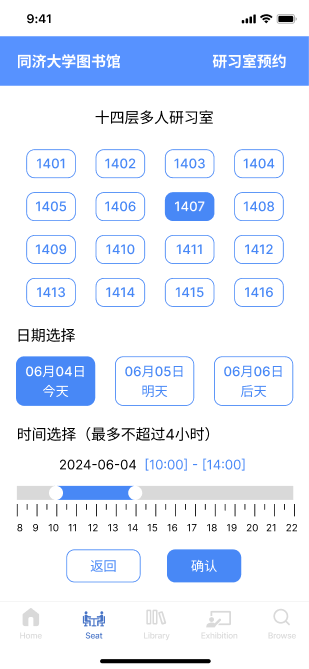 9:41
同济大学图书馆 研习室预约
十四层多人研习室
1401 1402 1403 1404
1405 1406 1407 1408
1409 1410 1411 1412
1413 1414 1415 1416
日期选择
06月04日 06月05日 06月06日
今天 明天 后天
时间选择（最多不超过4小时）
2024-06-04 [10:00] - [14:00]
8 9 10 11 12 13 14 15 16 17 18 19 20 21 22
返回 确认
Home Seat Library Exhibition Browse